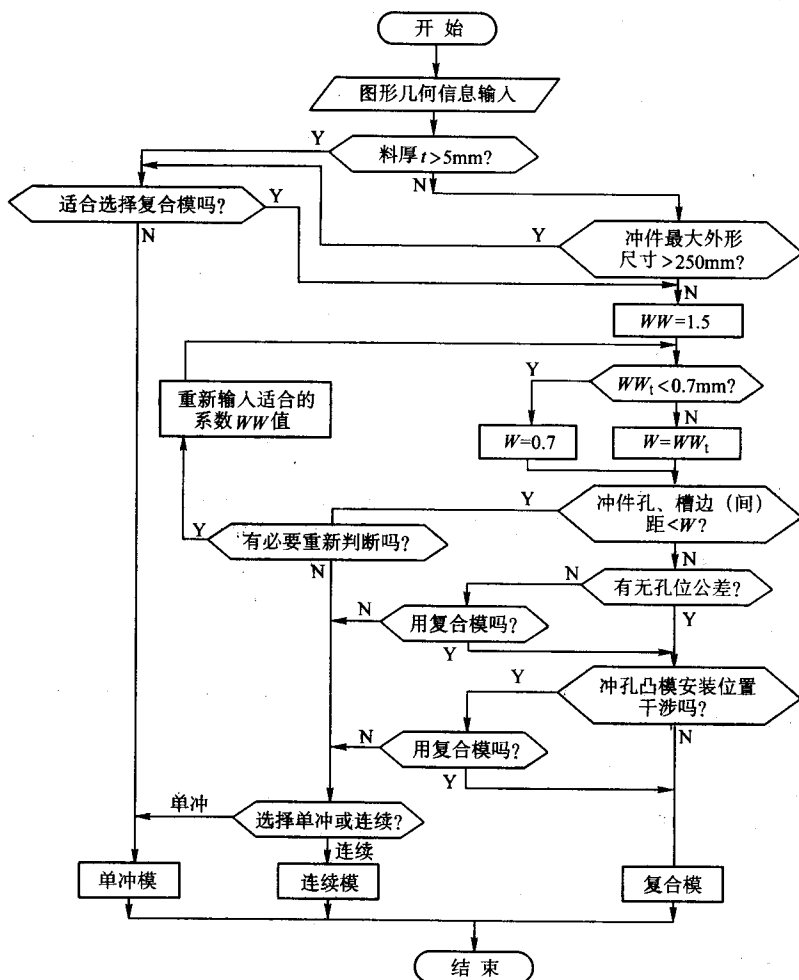 开 始
图形几何信息输入
Y
料厚 t>5mm?
N
适合选择复合模吗?
Y
N
Y
冲件最大外形
尺寸>250mm?
N
WW=1.5
重新输入适合的
系数WW值
Y
WWt<0.7mm?
N
W=0.7
W=WWt
Y
冲件孔、槽边（间）
距<W?
N
Y
有必要重新判断吗?
N
N
有无孔位公差?
Y
N
用复合模吗?
Y
Y
冲孔凸模安装位置
干涉吗?
N
N
用复合模吗?
Y
单冲
选择单冲或连续?
连续
单冲模
连续模
复合模
结 束